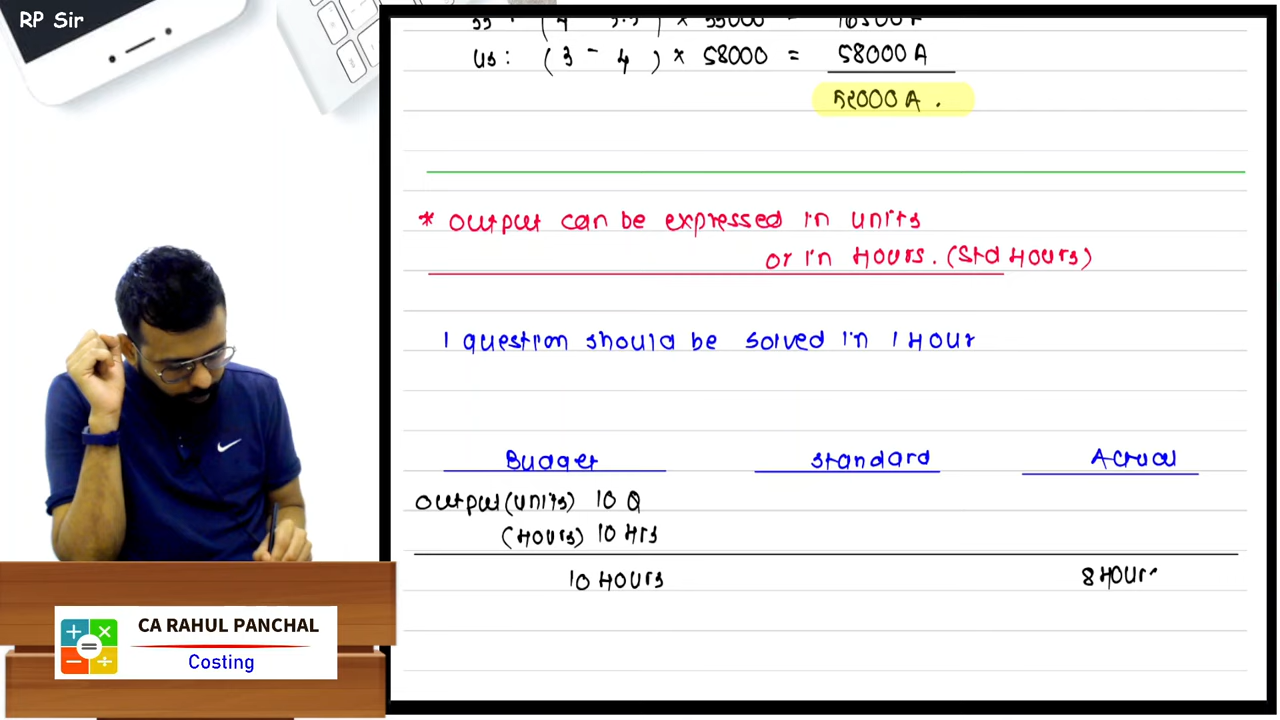 RP Sir
us : ( 3 - 4 ) × 58000 = 58000 A
52000 A .
* output can be expressed in units
or in Hours. (Std Hours)
1 question should be solved in 1 Hour
Budget Standard Actual
output (units) 10 Q
(Hours) 10 Hrs
10 Hours 8 Hours
CA RAHUL PANCHAL
Costing